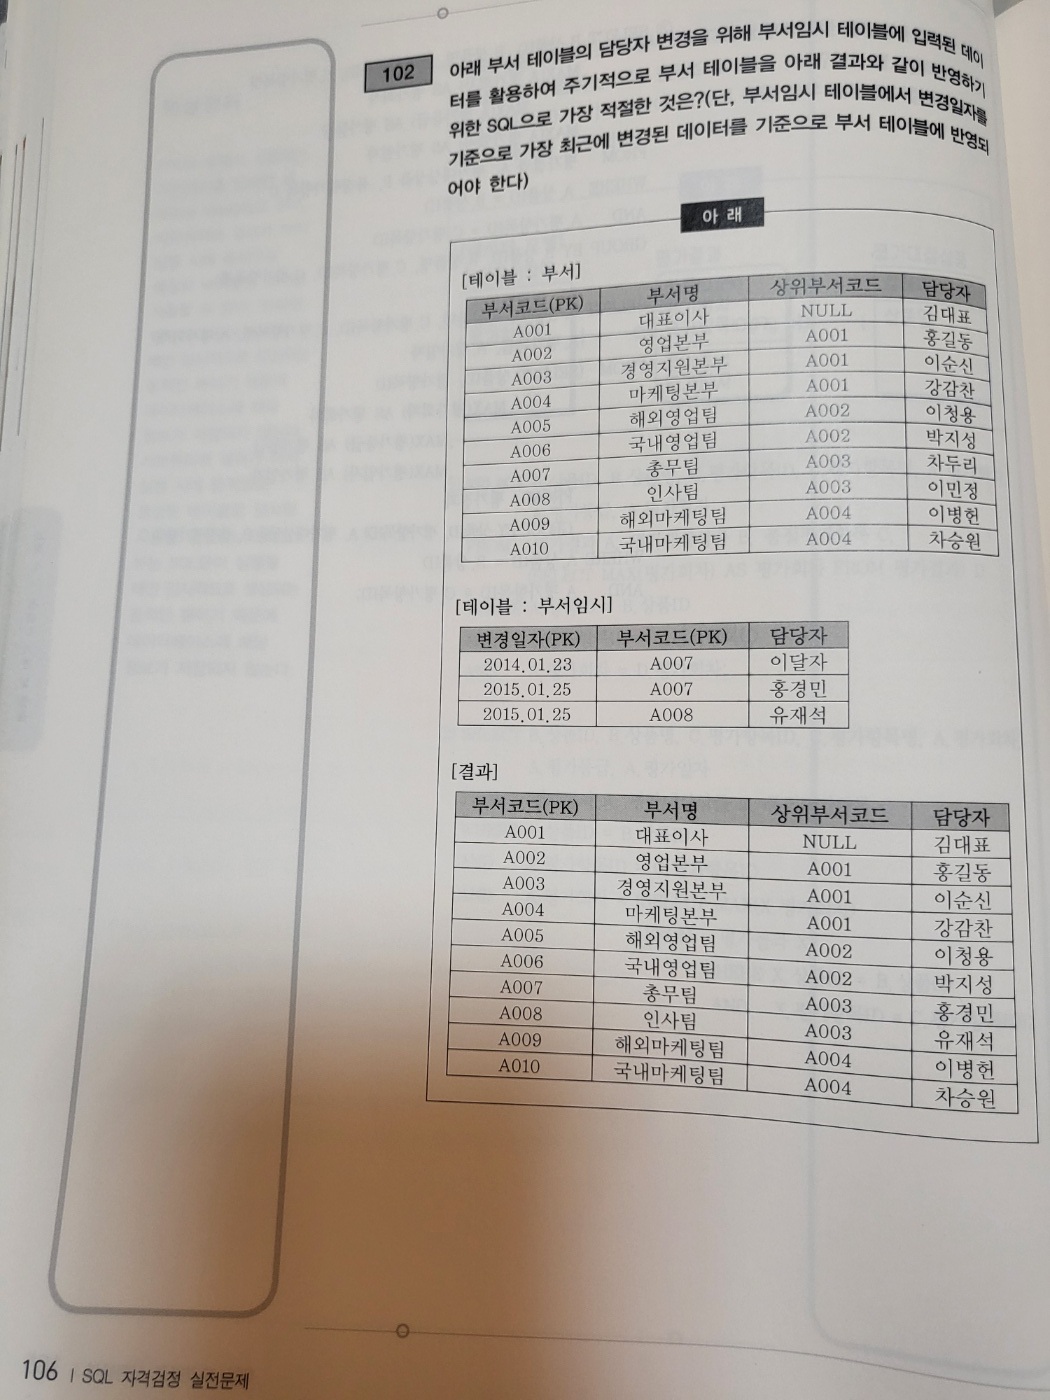 102
아래 부서 테이블의 담당자 변경을 위해 부서임시 테이블에 입력된 데이
터를 활용하여 주기적으로 부서 테이블을 아래 결과와 같이 반영하기
위한 SQL으로 가장 적절한 것은?(단, 부서임시 테이블에서 변경일자를
기준으로 가장 최근에 변경된 데이터를 기준으로 부서 테이블에 반영되
어야 한다)
아 래
[테이블 : 부서]
부서코드(PK) 부서명 상위부서코드 담당자
A001 대표이사 NULL 김대표
A002 영업본부 A001 홍길동
A003 경영지원본부 A001 이순신
A004 마케팅본부 A001 강감찬
A005 해외영업팀 A002 이청용
A006 국내영업팀 A002 박지성
A007 총무팀 A003 차두리
A008 인사팀 A003 이민정
A009 해외마케팅팀 A004 이병헌
A010 국내마케팅팀 A004 차승원
[테이블 : 부서임시]
변경일자(PK) 부서코드(PK) 담당자
2014.01.23 A007 이달자
2015.01.25 A007 홍경민
2015.01.25 A008 유재석
[결과]
부서코드(PK) 부서명 상위부서코드 담당자
A001 대표이사 NULL 김대표
A002 영업본부 A001 홍길동
A003 경영지원본부 A001 이순신
A004 마케팅본부 A001 강감찬
A005 해외영업팀 A002 이청용
A006 국내영업팀 A002 박지성
A007 총무팀 A003 홍경민
A008 인사팀 A003 유재석
A009 해외마케팅팀 A004 이병헌
A010 국내마케팅팀 A004 차승원
106 | SQL 자격검정 실전문제